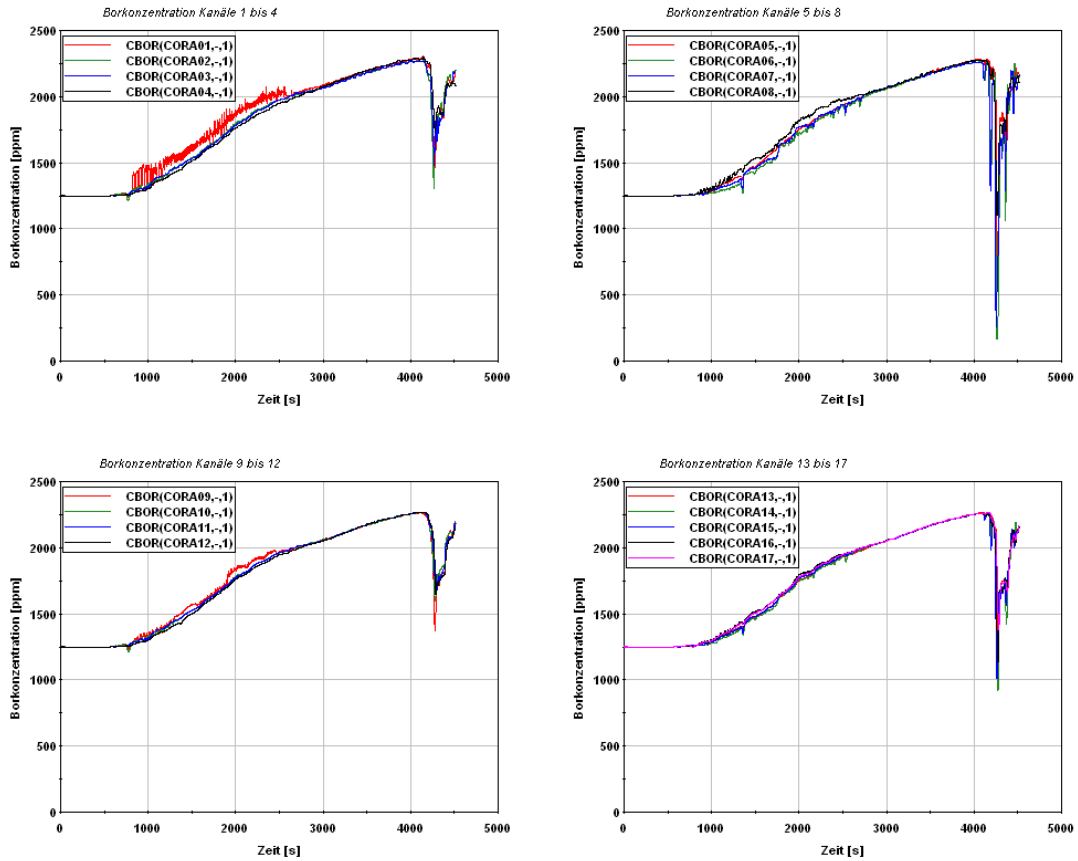 Borkonzentration Kanäle 1 bis 4
2500
2000
1500
1000
500
0
Borkonzentration [ppm]
CBOR(CORA01,-,1)
CBOR(CORA02,-,1)
CBOR(CORA03,-,1)
CBOR(CORA04,-,1)
0 1000 2000 3000 4000 5000
Zeit [s]
Borkonzentration Kanäle 5 bis 8
2500
2000
1500
1000
500
0
Borkonzentration [ppm]
CBOR(CORA05,-,1)
CBOR(CORA06,-,1)
CBOR(CORA07,-,1)
CBOR(CORA08,-,1)
0 1000 2000 3000 4000 5000
Zeit [s]
Borkonzentration Kanäle 9 bis 12
2500
2000
1500
1000
500
0
Borkonzentration [ppm]
CBOR(CORA09,-,1)
CBOR(CORA10,-,1)
CBOR(CORA11,-,1)
CBOR(CORA12,-,1)
0 1000 2000 3000 4000 5000
Zeit [s]
Borkonzentration Kanäle 13 bis 17
2500
2000
1500
1000
500
0
Borkonzentration [ppm]
CBOR(CORA13,-,1)
CBOR(CORA14,-,1)
CBOR(CORA15,-,1)
CBOR(CORA16,-,1)
CBOR(CORA17,-,1)
0 1000 2000 3000 4000 5000
Zeit [s]